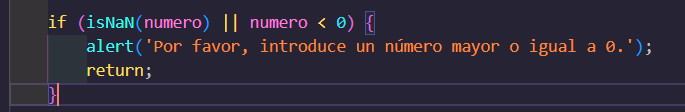 if (isNaN(numero) || numero < 0) {
alert('Por favor, introduce un número mayor o igual a 0.');
return;
}